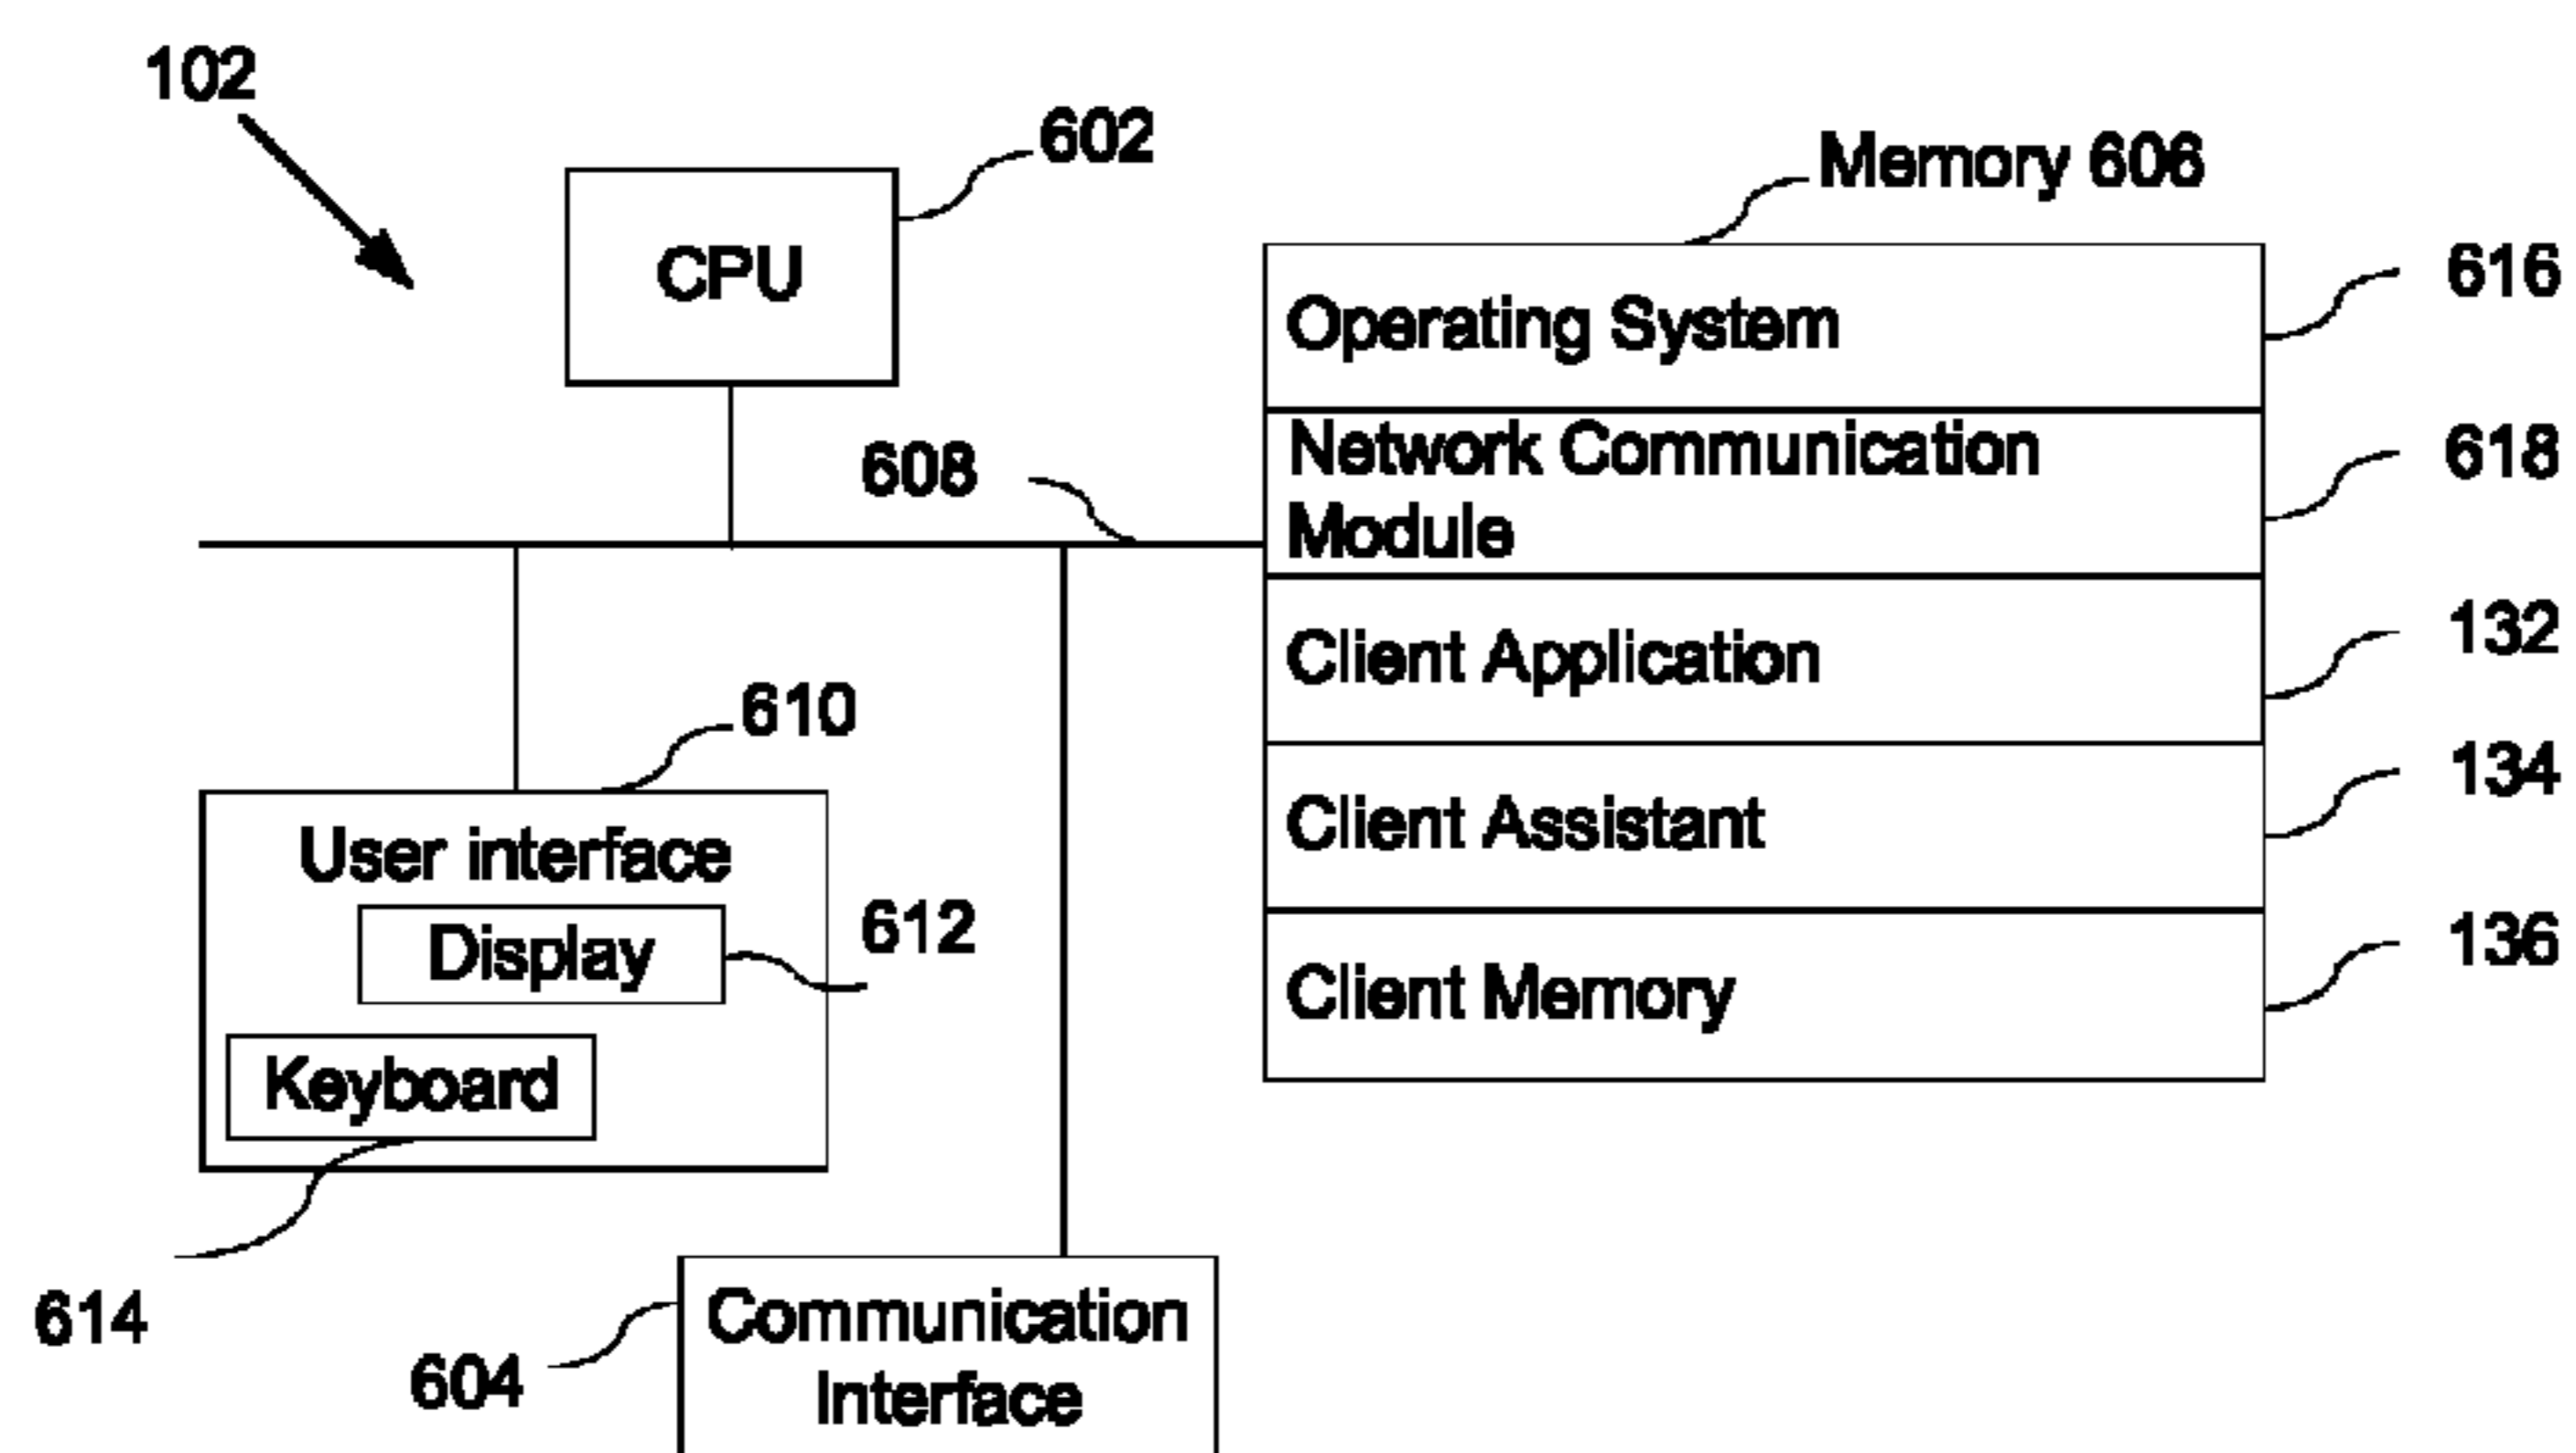 102
602
CPU
Memory 606
Operating System
616
Network Communication
Module
618
608
Client Application
132
610
Client Assistant
134
User interface
Display
612
Client Memory
136
Keyboard
614
Communication
Interface
604